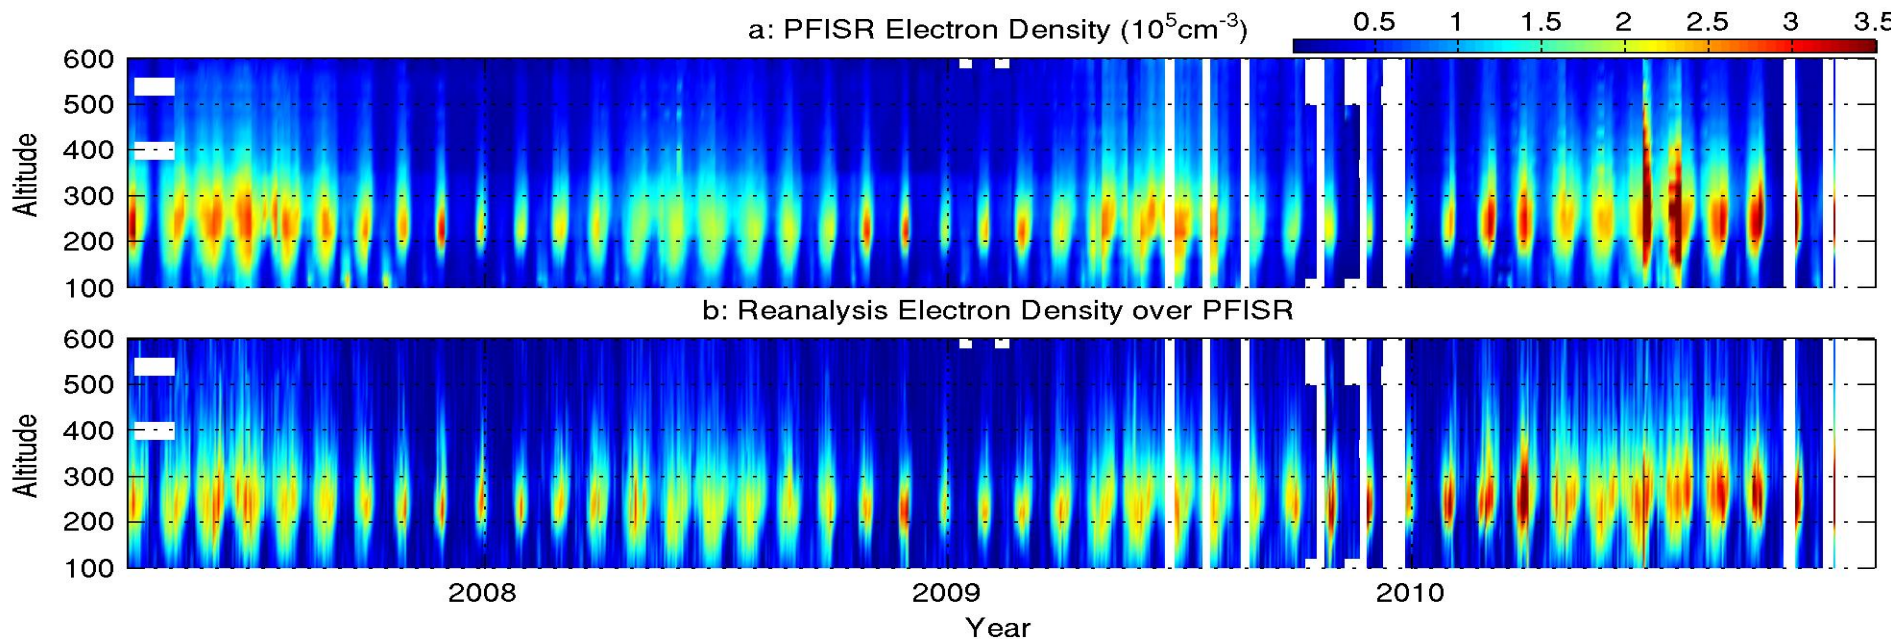 a: PFISR Electron Density (10⁵cm⁻³)
0.5 1 1.5 2 2.5 3 3.5
600
500
400
300
200
100
Altitude
b: Reanalysis Electron Density over PFISR
600
500
400
300
200
100
Altitude
2008 2009 2010
Year